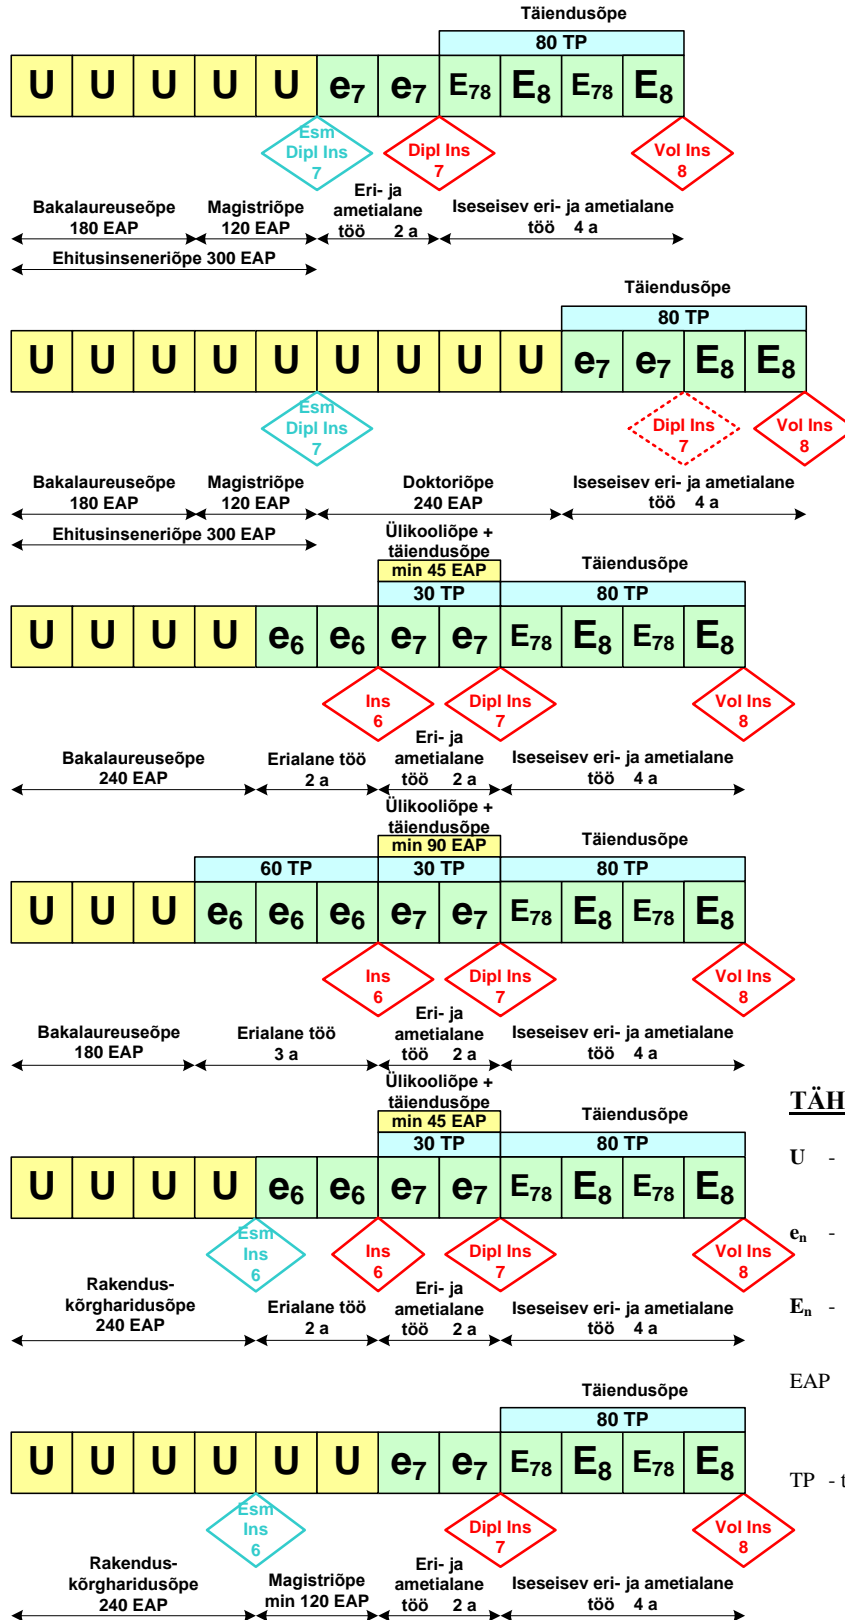 Täiendusõpe
80 TP
U U U U U e7 e7 E78 E8 E78 E8
Esm
Dipl Ins
7
Dipl Ins
7
Vol Ins
8
Bakalaureuseõpe
180 EAP
Magistriõpe
120 EAP
Eri- ja
ametialane
töö 2 a
Iseseisev eri- ja ametialane
töö 4 a
Ehitusinseneriõpe 300 EAP
Täiendusõpe
80 TP
U U U U U U U U U e7 e7 E8 E8
Esm
Dipl Ins
7
Dipl Ins
7
Vol Ins
8
Bakalaureuseõpe
180 EAP
Magistriõpe
120 EAP
Doktoriõpe
240 EAP
Iseseisev eri- ja ametialane
töö 4 a
Ehitusinseneriõpe 300 EAP
Ülikooliõpe +
täiendusõpe
min 45 EAP
30 TP
Täiendusõpe
80 TP
U U U U e6 e6 e7 e7 E78 E8 E78 E8
Ins
6
Dipl Ins
7
Vol Ins
8
Bakalaureuseõpe
240 EAP
Erialane töö
2 a
Eri- ja
ametialane
töö 2 a
Iseseisev eri- ja ametialane
töö 4 a
Ülikooliõpe +
täiendusõpe
min 90 EAP
60 TP
30 TP
Täiendusõpe
80 TP
U U U e6 e6 e6 e7 e7 E78 E8 E78 E8
Ins
6
Dipl Ins
7
Vol Ins
8
Bakalaureuseõpe
180 EAP
Erialane töö
3 a
Eri- ja
ametialane
töö 2 a
Iseseisev eri- ja ametialane
töö 4 a
Ülikooliõpe +
täiendusõpe
min 45 EAP
30 TP
Täiendusõpe
80 TP
U U U U e6 e6 e7 e7 E78 E8 E78 E8
Esm
Ins
6
Ins
6
Dipl Ins
7
Vol Ins
8
Rakendus-
kõrgharidusõpe
240 EAP
Erialane töö
2 a
Eri- ja
ametialane
töö 2 a
Iseseisev eri- ja ametialane
töö 4 a
Täiendusõpe
80 TP
U U U U U U e7 e7 E78 E8 E78 E8
Esm
Ins
6
Dipl Ins
7
Vol Ins
8
Rakendus-
kõrgharidusõpe
240 EAP
Magistriõpe
min 120 EAP
Eri- ja
ametialane
töö 2 a
Iseseisev eri- ja ametialane
töö 4 a
TÄH
U -
en -
En -
EAP
TP - t